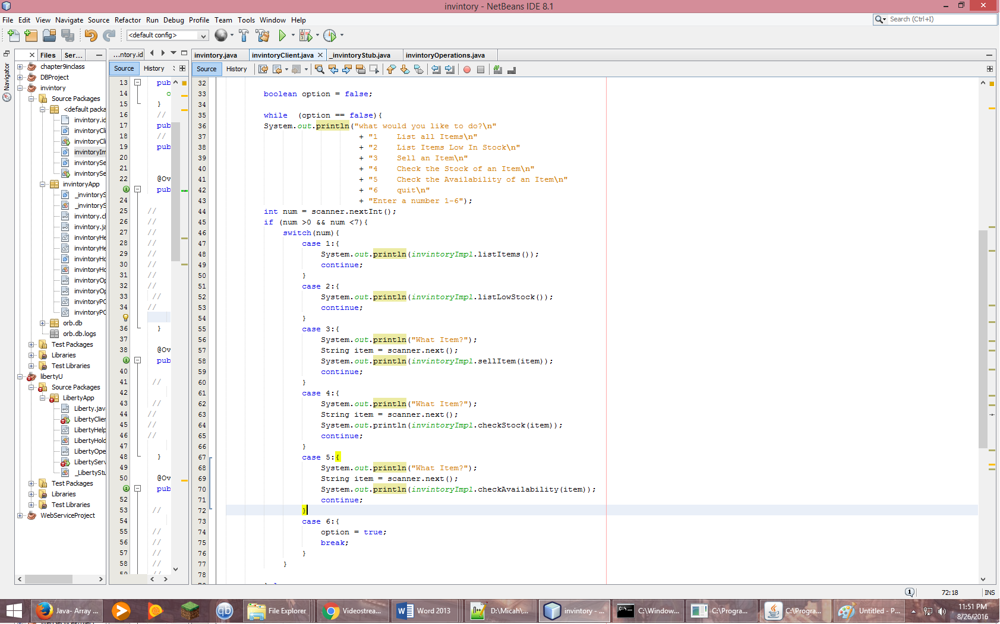 invintory - NetBeans IDE 8.1
File Edit View Navigate Source Refactor Run Debug Profile Team Tools Window Help
Search (Ctrl+I)
<default config>
Navigator
Files Ser...
chapter9inclass
DBProject
invintory
Source Packages
<default packa
invintory.id
invintoryCli
invintoryCli
invintoryIm
invintorySe
invintorySe
invintoryApp
_invintoryS
_invintoryS
invintory.cl
invintory.ja
invintoryHe
invintoryHe
invintoryHo
invintoryHo
invintoryOp
invintoryOp
invintoryPO
invintoryPO
orb.db
orb.db.logs
Test Packages
Libraries
Test Libraries
libertyU
Source Packages
LibertyApp
Liberty.jav
LibertyClier
LibertyHelp
LibertyHold
LibertyOpe
LibertyServ
_LibertyStu
Test Packages
Libraries
Test Libraries
WebServiceProject
...ntory.id
Source History
13 pub
14 o
15 }
16 //
17 pub
18 //
19 pub
20
21
22 @Ov
pub
24
25 //
26 //
27 //
28 //
29 //
30 //
31 //
32 //
33 //
34 //
36 }
37
38 @Ov
pub
40
41 //
42
43 //
44 //
45 //
46 //
47
48 }
49
50 @Ov
pub
52
53 //
54
55 //
56 //
57 //
58 //
59 //
invintory.java invintoryClient.java _invintoryStub.java invintoryOperations.java
Source History
32
33 boolean option = false;
34
35 while  (option == false){
36 System.out.println("what would you like to do?\n"
37 + "1    List all Items\n"
38 + "2    List Items Low In Stock\n"
39 + "3    Sell an Item\n"
40 + "4    Check the Stock of an Item\n"
41 + "5    Check the Availability of an Item\n"
42 + "6    quit\n"
43 + "Enter a number 1-6");
44 int num = scanner.nextInt();
45 if (num >0 && num <7){
46 switch(num){
47 case 1:{
48 System.out.println(invintoryImpl.listItems());
49 continue;
50 }
51 case 2:{
52 System.out.println(invintoryImpl.listLowStock());
53 continue;
54 }
55 case 3:{
56 System.out.println("What Item?");
57 String item = scanner.next();
58 System.out.println(invintoryImpl.sellItem(item));
59 continue;
60 }
61 case 4:{
62 System.out.println("What Item?");
63 String item = scanner.next();
64 System.out.println(invintoryImpl.checkStock(item));
65 continue;
66 }
67 case 5:{
68 System.out.println("What Item?");
69 String item = scanner.next();
70 System.out.println(invintoryImpl.checkAvailability(item));
71 continue;
72 }
73 case 6:{
74 option = true;
75 break;
76 }
77 }
78
1 72:18 INS
Java- Array ...
qb
File Explorer
Videostrea...
Word 2013
D:\Micah\...
invintory - ...
C:\Window...
C:\Progra...
C:\Progra...
Untitled - P...
11:51 PM
8/26/2016